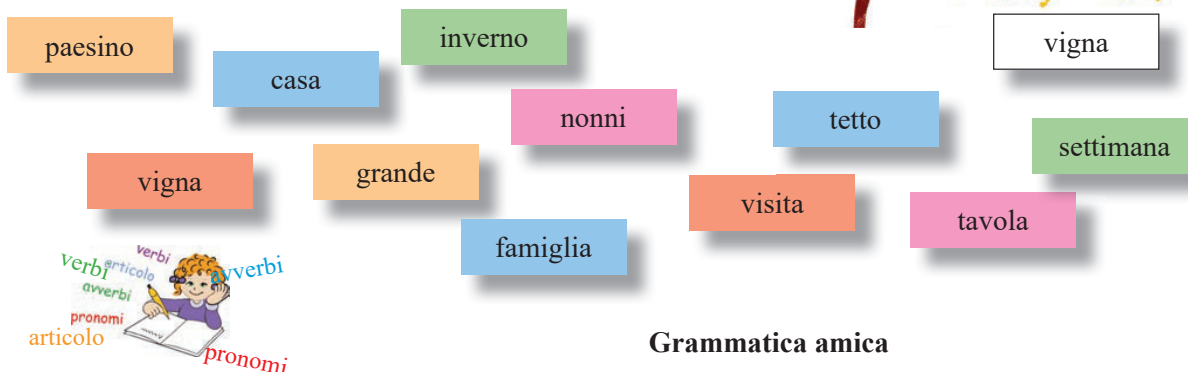 paesino
casa
inverno
vigna
nonni
tetto
settimana
vigna
grande
visita
tavola
famiglia
verbi
verbi
articolo
avverbi
avverbi
pronomi
articolo
pronomi
Grammatica amica